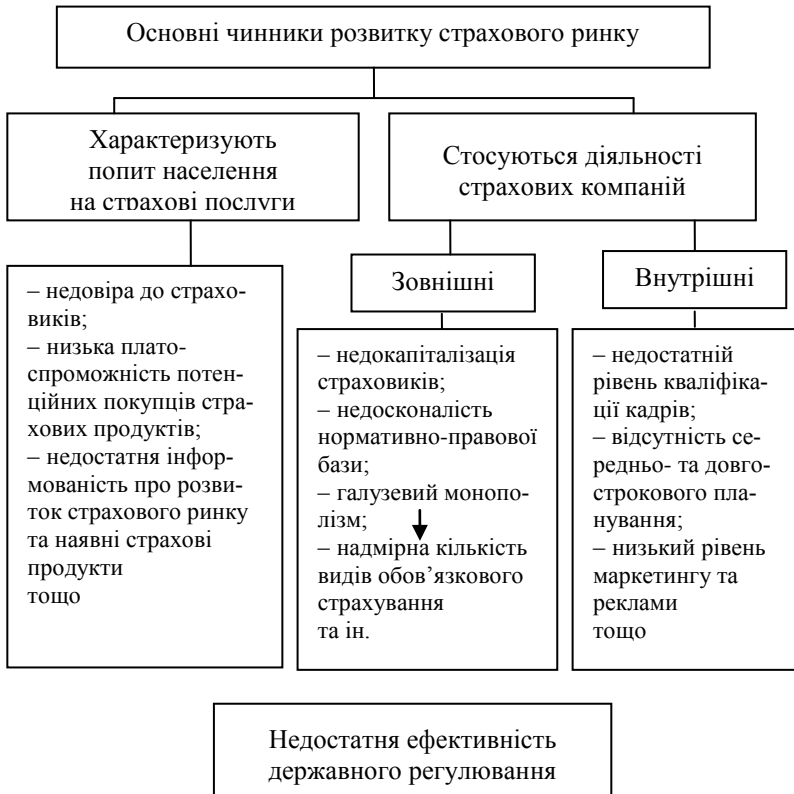 Основні чинники розвитку страхового ринку
Характеризують
попит населення
на страхові послуги
Стосуються діяльності
страхових компаній
Зовнішні
Внутрішні
– недовіра до страхо-
виків;
– низька плато-
спроможність потен-
ційних покупців стра-
хових продуктів;
– недостатня інфор-
мованість про розви-
ток страхового ринку
та наявні страхові
продукти
тощо
– недокапіталізація
страховиків;
– недосконалість
нормативно-правової
бази;
– галузевий монопо-
лізм;
– надмірна кількість
видів обов’язкового
страхування
та ін.
– недостатній
рівень кваліфіка-
ції кадрів;
– відсутність се-
редньо- та довго-
строкового пла-
нування;
– низький рівень
маркетингу та
реклами
тощо
Недостатня ефективність
державного регулювання